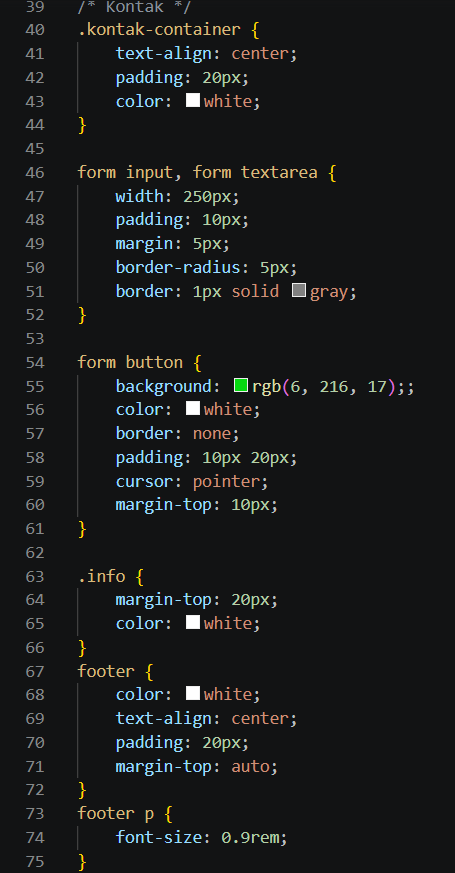 39 /* Kontak */
40 .kontak-container {
41     text-align: center;
42     padding: 20px;
43     color: white;
44 }
45
46 form input, form textarea {
47     width: 250px;
48     padding: 10px;
49     margin: 5px;
50     border-radius: 5px;
51     border: 1px solid gray;
52 }
53
54 form button {
55     background: rgb(6, 216, 17);;
56     color: white;
57     border: none;
58     padding: 10px 20px;
59     cursor: pointer;
60     margin-top: 10px;
61 }
62
63 .info {
64     margin-top: 20px;
65     color: white;
66 }
67 footer {
68     color: white;
69     text-align: center;
70     padding: 20px;
71     margin-top: auto;
72 }
73 footer p {
74     font-size: 0.9rem;
75 }